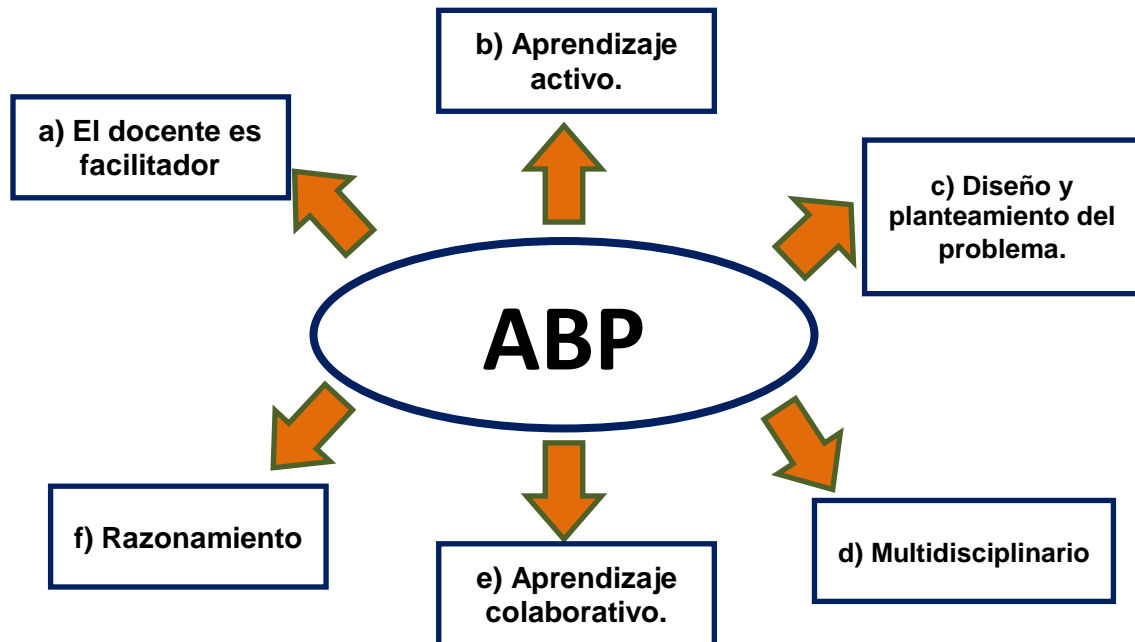 b) Aprendizaje
activo.
a) El docente es
facilitador
c) Diseño y
planteamiento del
problema.
ABP
f) Razonamiento
e) Aprendizaje
colaborativo.
d) Multidisciplinario